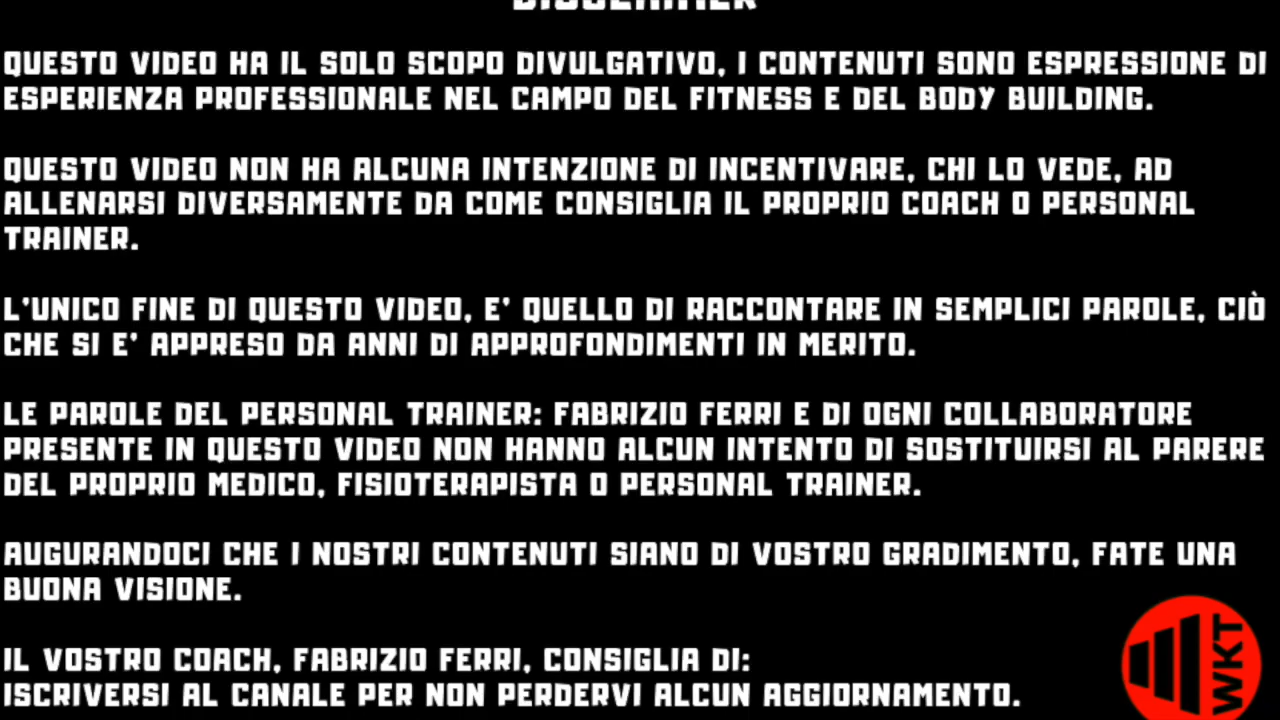 DISCLAIMER
QUESTO VIDEO HA IL SOLO SCOPO DIVULGATIVO, I CONTENUTI SONO ESPRESSIONE DI
ESPERIENZA PROFESSIONALE NEL CAMPO DEL FITNESS E DEL BODY BUILDING.
QUESTO VIDEO NON HA ALCUNA INTENZIONE DI INCENTIVARE, CHI LO VEDE, AD
ALLENARSI DIVERSAMENTE DA COME CONSIGLIA IL PROPRIO COACH O PERSONAL
TRAINER.
L'UNICO FINE DI QUESTO VIDEO, E' QUELLO DI RACCONTARE IN SEMPLICI PAROLE, CIÒ
CHE SI E' APPRESO DA ANNI DI APPROFONDIMENTI IN MERITO.
LE PAROLE DEL PERSONAL TRAINER: FABRIZIO FERRI E DI OGNI COLLABORATORE
PRESENTE IN QUESTO VIDEO NON HANNO ALCUN INTENTO DI SOSTITUIRSI AL PARERE
DEL PROPRIO MEDICO, FISIOTERAPISTA O PERSONAL TRAINER.
AUGURANDOCI CHE I NOSTRI CONTENUTI SIANO DI VOSTRO GRADIMENTO, FATE UNA
BUONA VISIONE.
IL VOSTRO COACH, FABRIZIO FERRI, CONSIGLIA DI:
ISCRIVERSI AL CANALE PER NON PERDERVI ALCUN AGGIORNAMENTO.
WKT